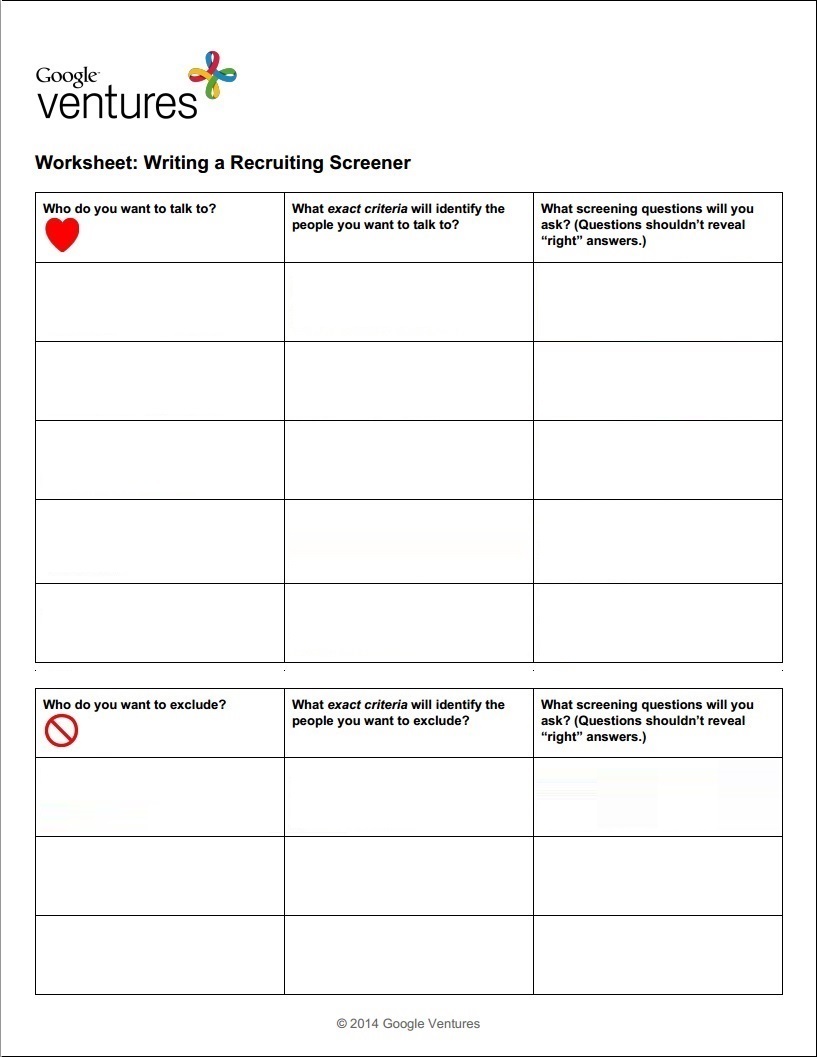 Google
ventures
Worksheet: Writing a Recruiting Screener
Who do you want to talk to?
What exact criteria will identify the
people you want to talk to?
What screening questions will you
ask? (Questions shouldn’t reveal
“right” answers.)
Who do you want to exclude?
What exact criteria will identify the
people you want to exclude?
What screening questions will you
ask? (Questions shouldn’t reveal
“right” answers.)
© 2014 Google Ventures